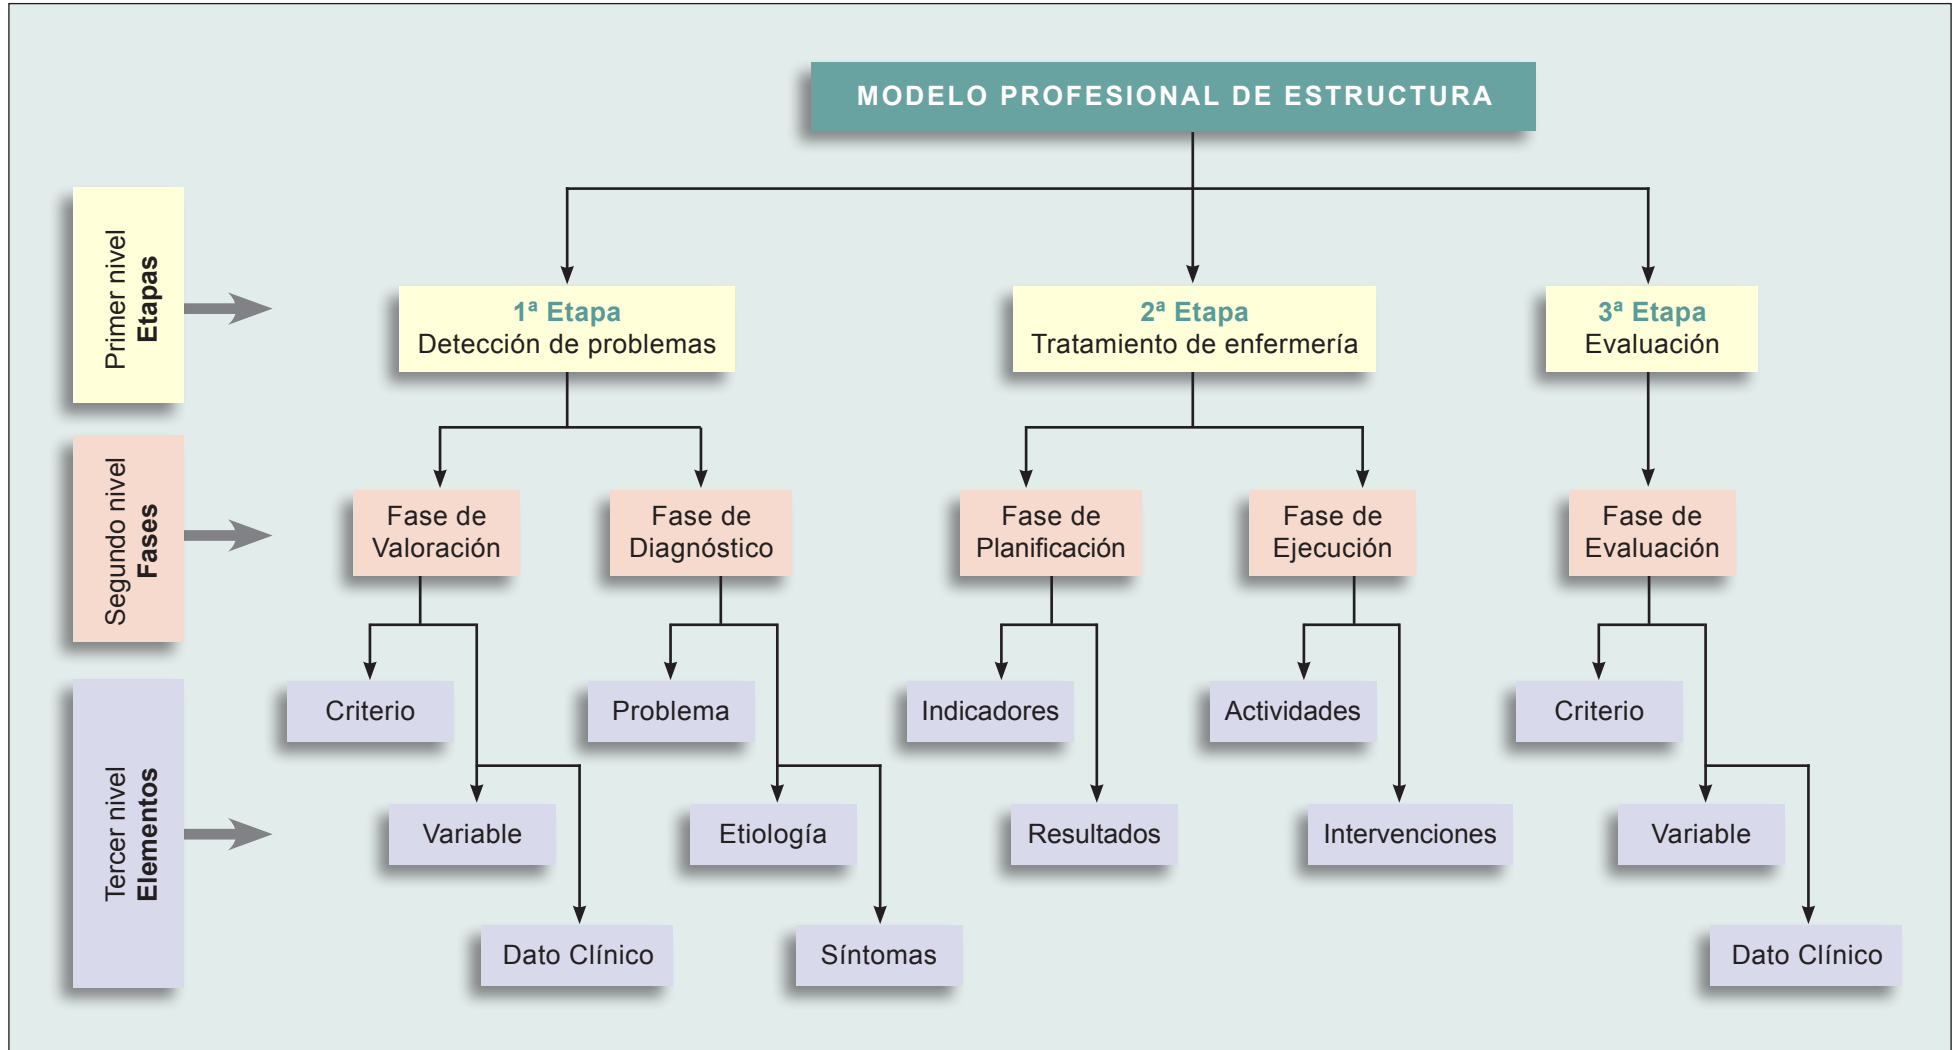 MODELO PROFESIONAL DE ESTRUCTURA
Primer nivel
Etapas
1ª Etapa
Detección de problemas
2ª Etapa
Tratamiento de enfermería
3ª Etapa
Evaluación
Segundo nivel
Fases
Fase de
Valoración
Fase de
Diagnóstico
Fase de
Planificación
Fase de
Ejecución
Fase de
Evaluación
Tercer nivel
Elementos
Criterio
Problema
Indicadores
Actividades
Criterio
Variable
Etiología
Resultados
Intervenciones
Variable
Dato Clínico
Síntomas
Dato Clínico